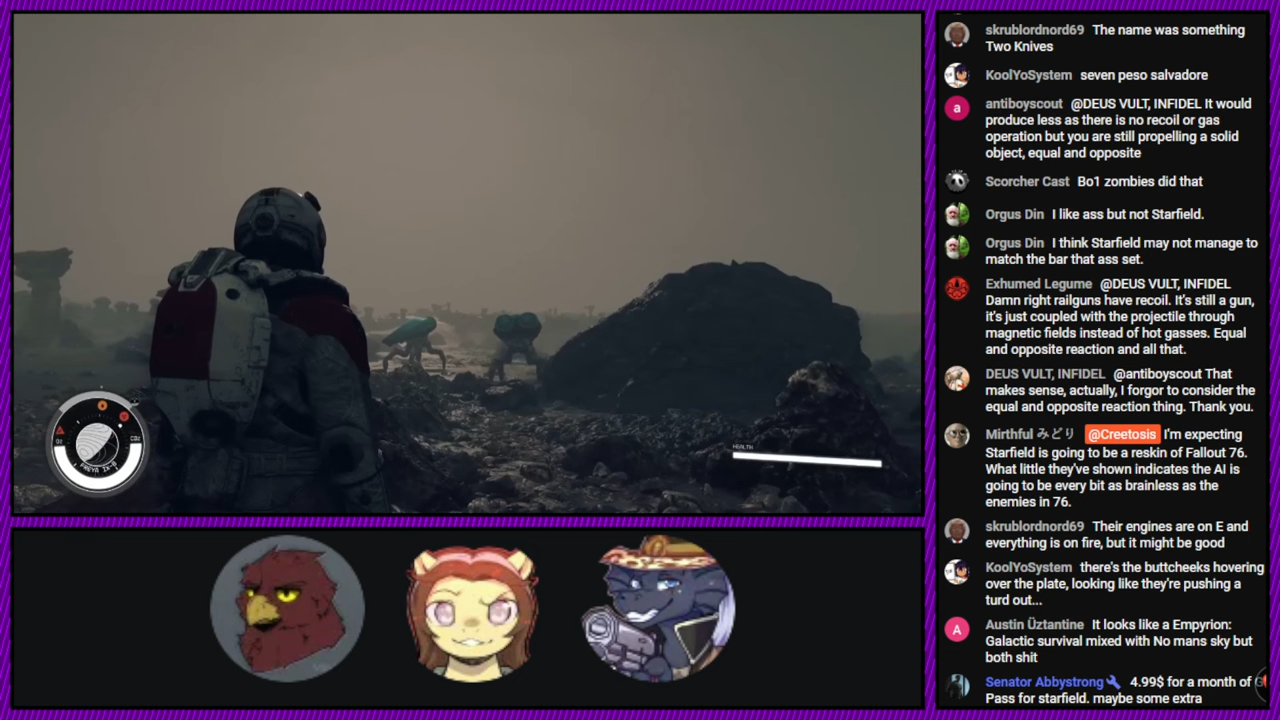 HEALTH
O2
CO2
FREYA IX-B
skrublordnord69 The name was something
Two Knives
KoolYoSystem seven peso salvadore
antiboyscout @DEUS VULT, INFIDEL It would
produce less as there is no recoil or gas
operation but you are still propelling a solid
object, equal and opposite
Scorcher Cast Bo1 zombies did that
Orgus Din I like ass but not Starfield.
Orgus Din I think Starfield may not manage to
match the bar that ass set.
Exhumed Legume @DEUS VULT, INFIDEL
Damn right railguns have recoil. It's still a gun,
it's just coupled with the projectile through
magnetic fields instead of hot gasses. Equal
and opposite reaction and all that.
DEUS VULT, INFIDEL @antiboyscout That
makes sense, actually, I forgor to consider the
equal and opposite reaction thing. Thank you.
Mirthful みどり @Creetosis I'm expecting
Starfield is going to be a reskin of Fallout 76.
What little they've shown indicates the AI is
going to be every bit as brainless as the
enemies in 76.
skrublordnord69 Their engines are on E and
everything is on fire, but it might be good
KoolYoSystem there's the buttcheeks hovering
over the plate, looking like they're pushing a
turd out...
A Austin Üztantine It looks like a Empyrion:
Galactic survival mixed with No mans sky but
both shit
Senator Abbystrong 4.99$ for a month of
Pass for starfield. maybe some extra